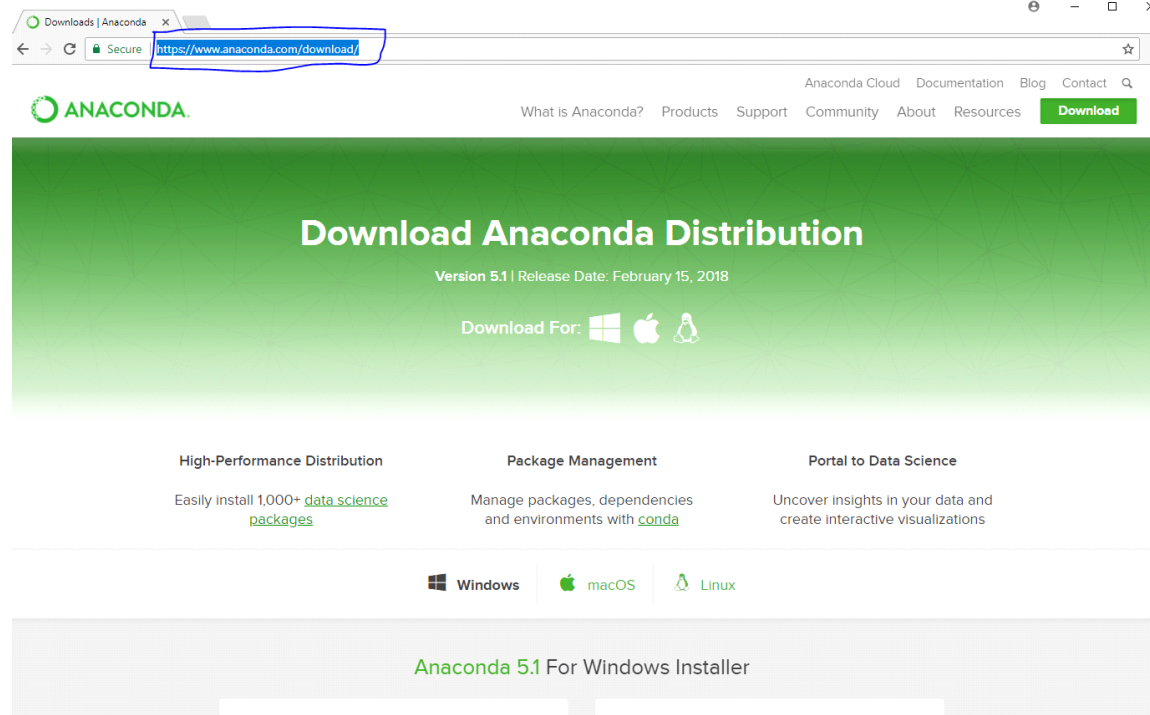 Downloads | Anaconda
Secure https://www.anaconda.com/download/
Anaconda Cloud Documentation Blog Contact
ANACONDA.
What is Anaconda? Products Support Community About Resources Download
Download Anaconda Distribution
Version 5.1 | Release Date: February 15, 2018
Download For:
High-Performance Distribution
Easily install 1,000+ data science
packages
Package Management
Manage packages, dependencies
and environments with conda
Portal to Data Science
Uncover insights in your data and
create interactive visualizations
Windows macOS Linux
Anaconda 5.1 For Windows Installer